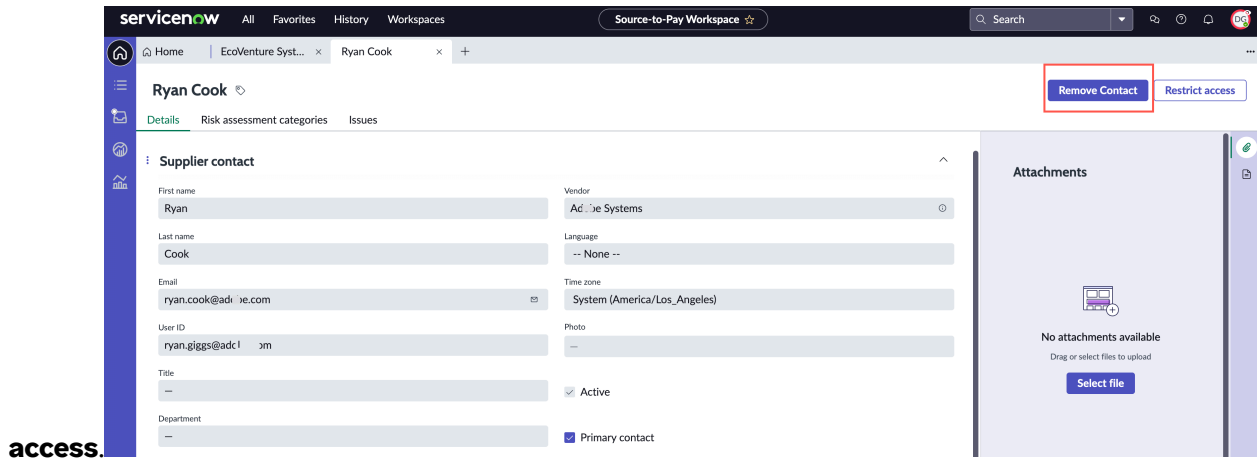 servicenow All Favorites History Workspaces Source-to-Pay Workspace Search DG
Home EcoVenture Syst... Ryan Cook
Ryan Cook Remove Contact Restrict access
Details Risk assessment categories Issues
Supplier contact
Attachments
First name Vendor
Ryan Systems
Last name Language
Cook -- None --
Email Time zone
System (America/Los_Angeles)
User ID Photo
—
No attachments available
Drag or select files to upload
Title
— Active
Select file
Department
— Primary contact
access.